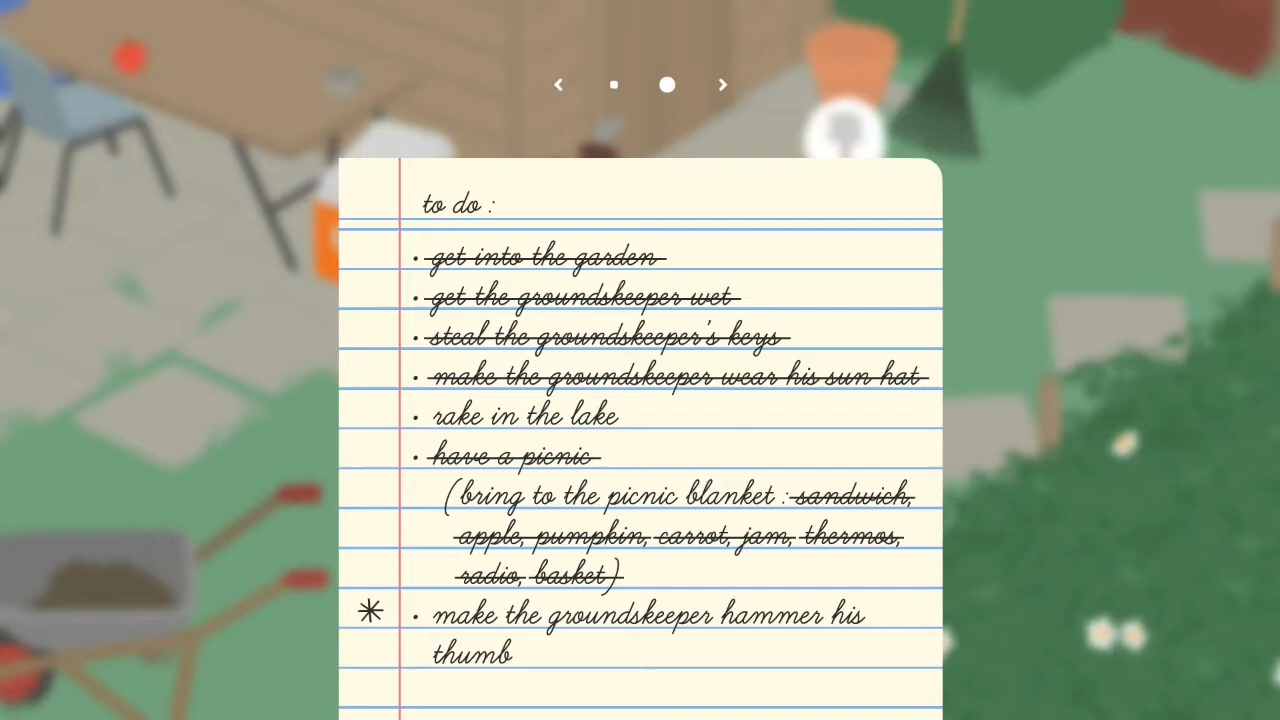 to do :
• get into the garden
• get the groundskeeper wet
• steal the groundskeeper's keys
• make the groundskeeper wear his sun hat
• rake in the lake
• have a picnic
(bring to the picnic blanket : sandwich,
apple, pumpkin, carrot, jam, thermos,
radio, basket)
• make the groundskeeper hammer his
thumb